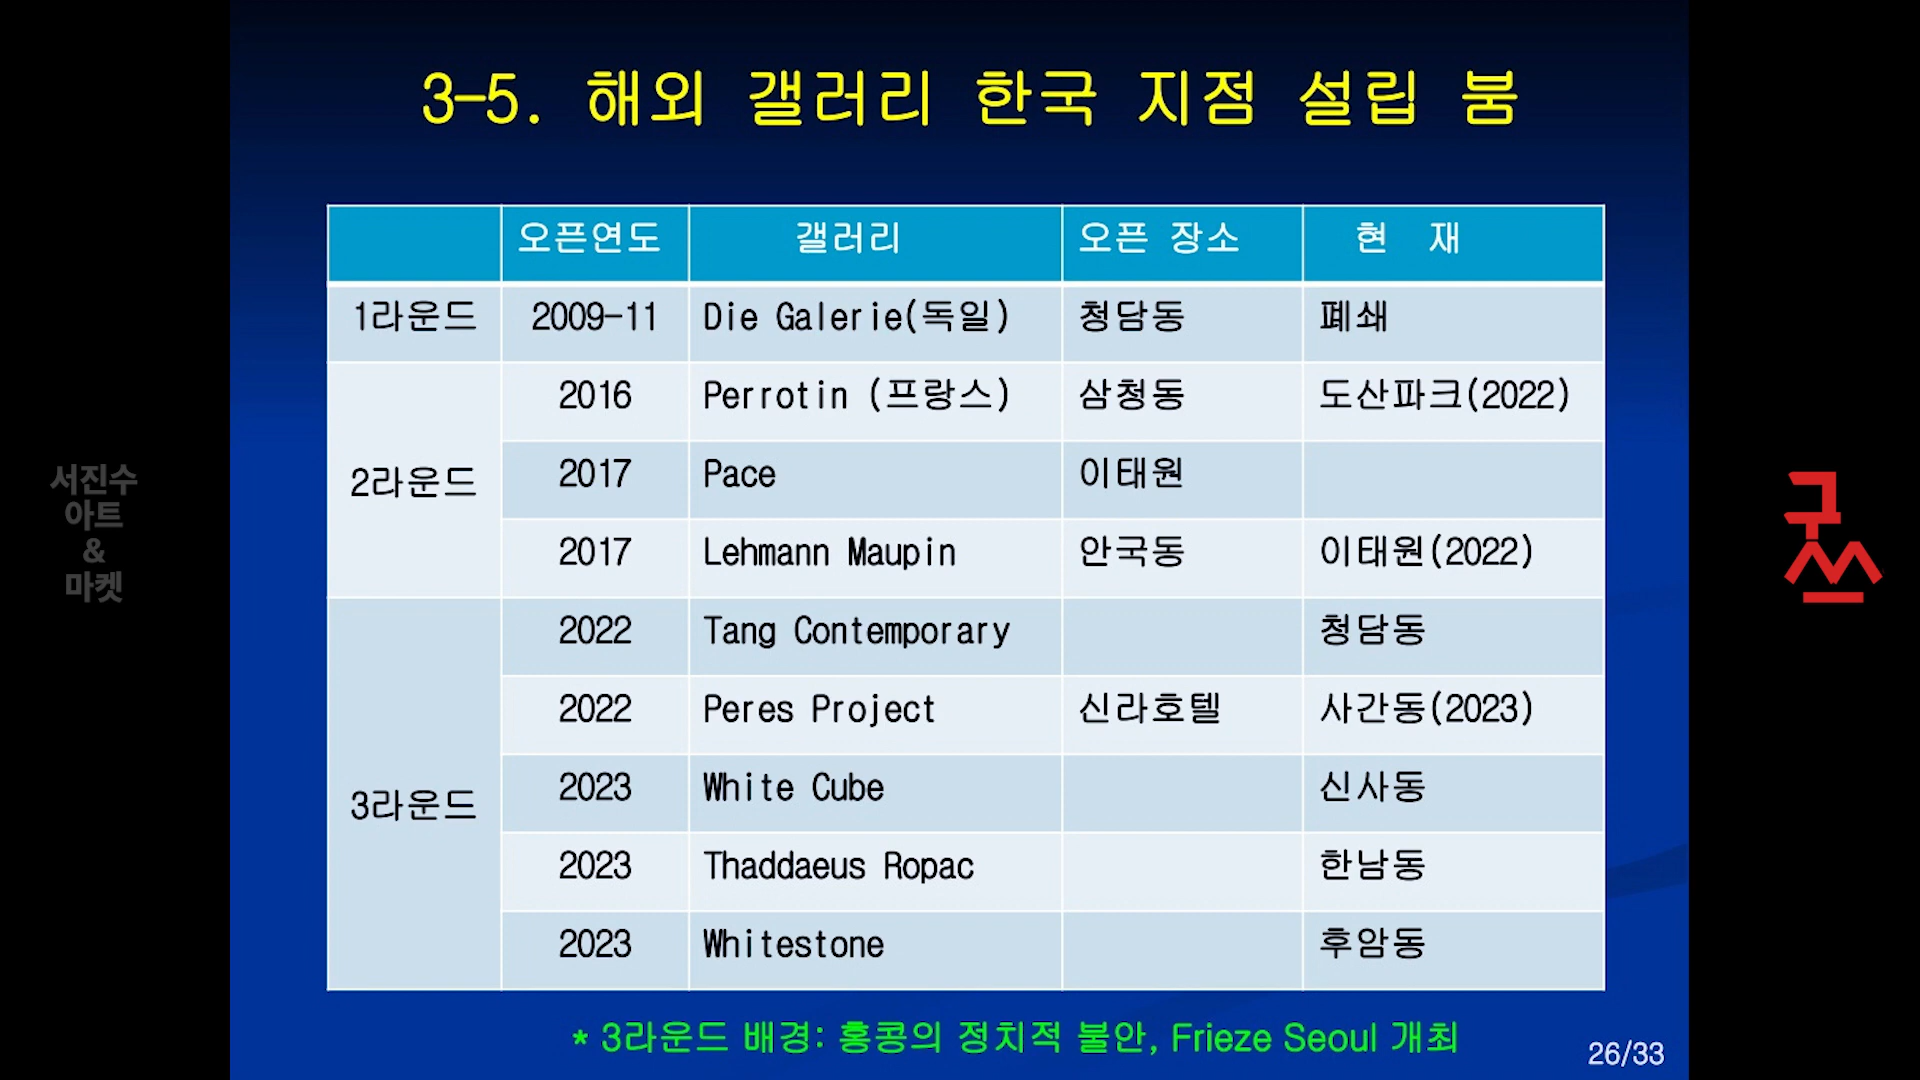 3-5. 해외 갤러리 한국 지점 설립 붐
오픈연도 갤러리 오픈 장소 현 재
1라운드 2009-11 Die Galerie(독일) 청담동 폐쇄
2라운드
2016 Perrotin (프랑스) 삼청동 도산파크(2022)
2017 Pace 이태원
2017 Lehmann Maupin 안국동 이태원(2022)
3라운드
2022 Tang Contemporary 청담동
2022 Peres Project 신라호텔 사간동(2023)
2023 White Cube 신사동
2023 Thaddaeus Ropac 한남동
2023 Whitestone 후암동
* 3라운드 배경: 홍콩의 정치적 불안, Frieze Seoul 개최
26/33
서진수
아트
&
마켓
굿쓰